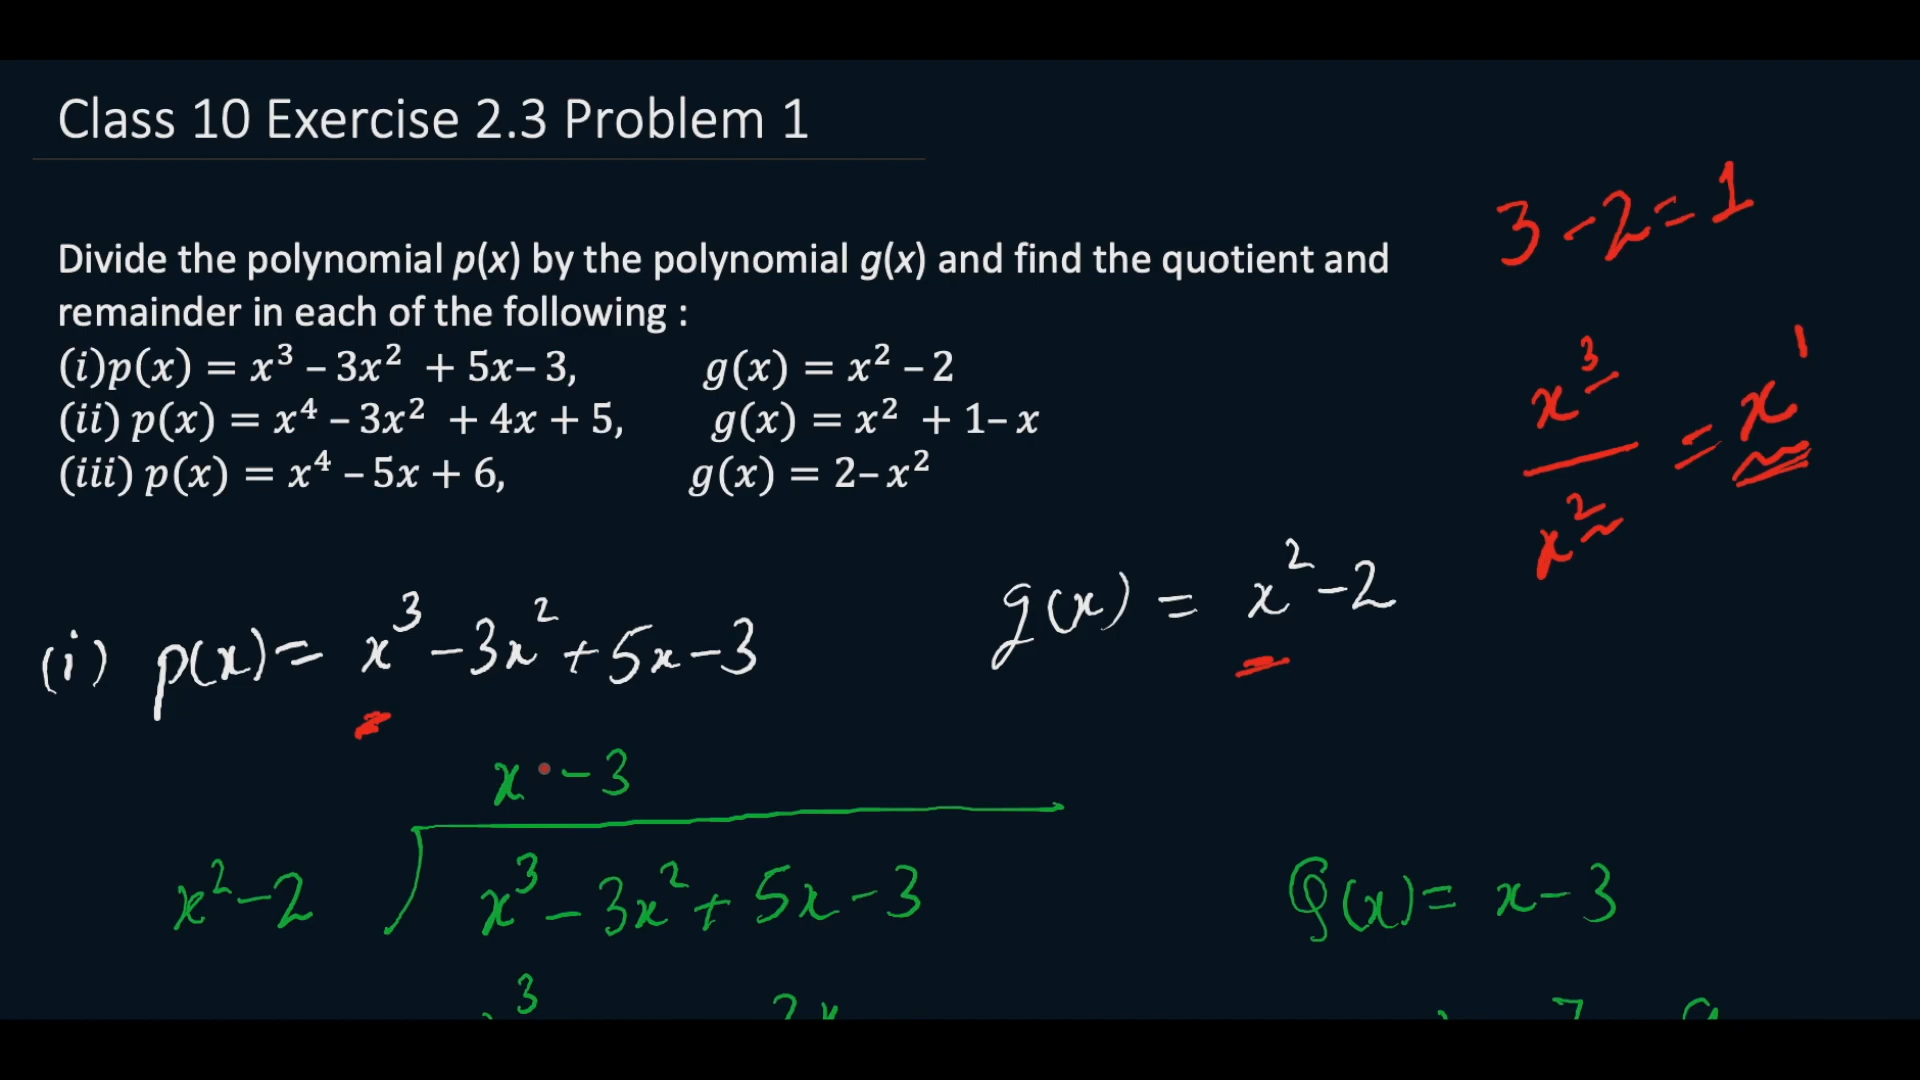 Class 10 Exercise 2.3 Problem 1
3 - 2 = 1
Divide the polynomial p(x) by the polynomial g(x) and find the quotient and
remainder in each of the following :
(i)p(x) = x³ – 3x² + 5x– 3, g(x) = x² – 2
(ii) p(x) = x⁴ – 3x² + 4x + 5, g(x) = x² + 1– x
(iii) p(x) = x⁴ – 5x + 6, g(x) = 2– x²
x³/x² = x¹
(i) p(x) = x³ - 3x² + 5x - 3 g(x) = x² - 2
x - 3
x² - 2 ) x³ - 3x² + 5x - 3 Q(x) = x - 3